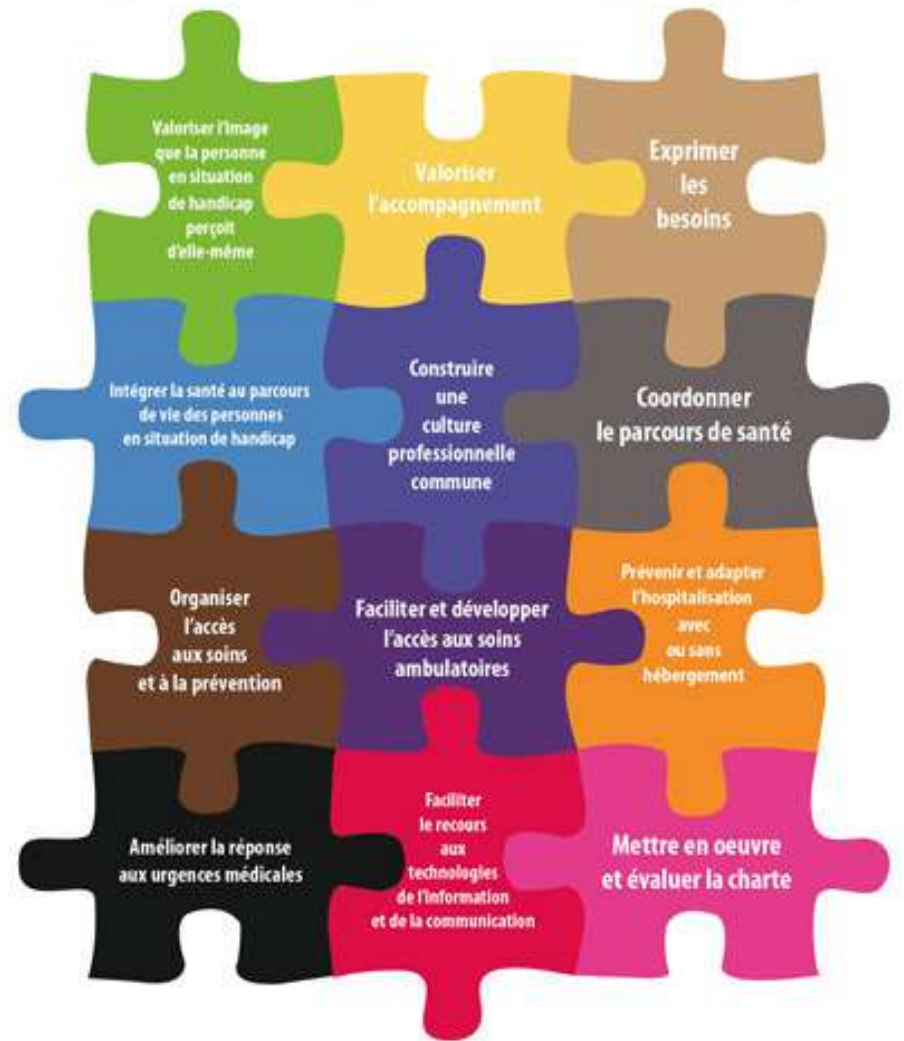 Valoriser l'image
que la personne
en situation
de handicap
perçoit
d'elle-même
Valoriser
l'accompagnement
Exprimer
les
besoins
Intégrer la santé au parcours
de vie des personnes
en situation de handicap
Construire
une
culture
professionnelle
commune
Coordonner
le parcours de santé
Organiser
l'accès
aux soins
et à la prévention
Faciliter et développer
l'accès aux soins
ambulatoires
Prévenir et adapter
l'hospitalisation
avec
ou sans
hébergement
Améliorer la réponse
aux urgences médicales
Faciliter
le recours
aux
technologies
de l'information
et de la communication
Mettre en oeuvre
et évaluer la charte